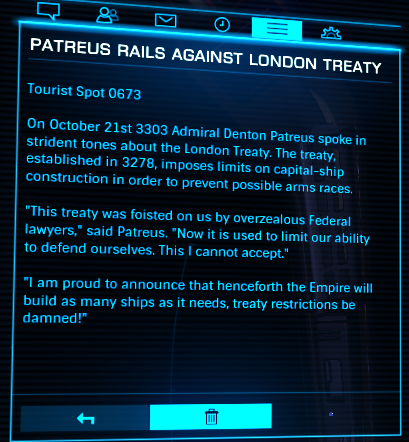 PATREUS RAILS AGAINST LONDON TREATY
Tourist Spot 0673
On October 21st 3303 Admiral Denton Patreus spoke in
strident tones about the London Treaty. The treaty,
established in 3278, imposes limits on capital-ship
construction in order to prevent possible arms races.
"This treaty was foisted on us by overzealous Federal
lawyers," said Patreus. "Now it is used to limit our ability
to defend ourselves. This I cannot accept."
"I am proud to announce that henceforth the Empire will
build as many ships as it needs, treaty restrictions be
damned!"